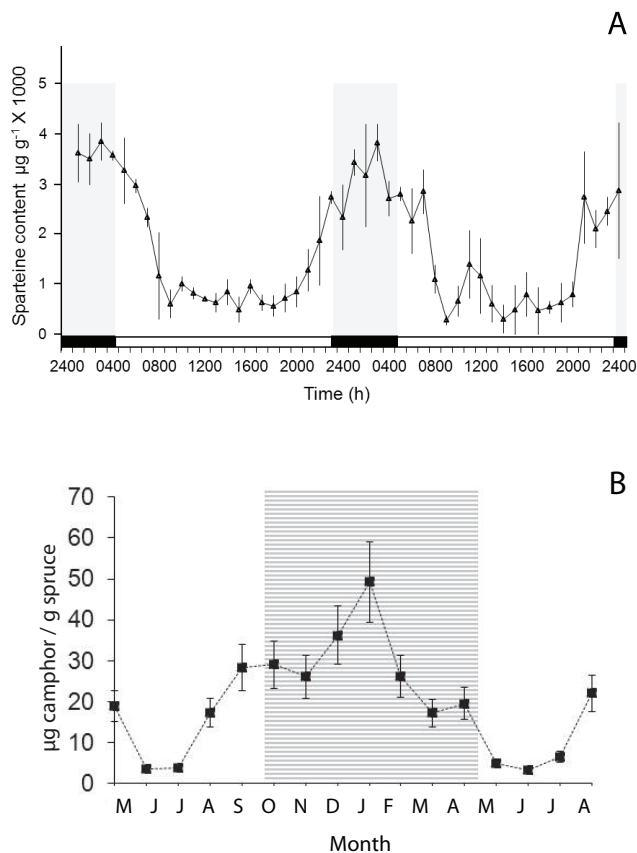 A
Sparteine content µg g-1 X 1000
5
4
3
2
1
0
2400 0400 0800 1200 1600 2000 2400 0400 0800 1200 1600 2000 2400
Time (h)
B
µg camphor / g spruce
70
60
50
40
30
20
10
0
M J J A S O N D J F M A M J J A
Month